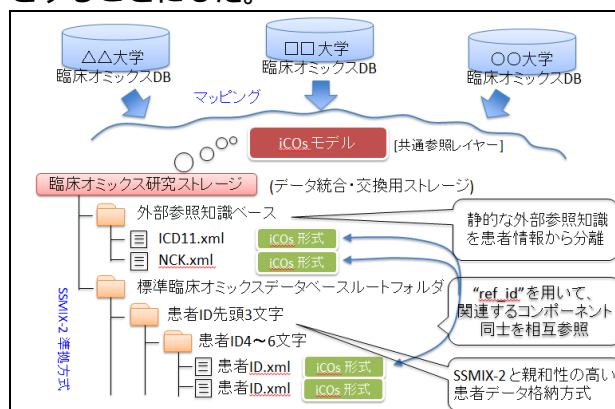 とすることにした。
△△大学
臨床オミックスDB
□□大学
臨床オミックスDB
○○大学
臨床オミックスDB
マッピング
iCOs モデル
[共通参照レイヤー]
臨床オミックス研究ストレージ
(データ統合・交換用ストレージ)
外部参照知識ベース
静的な外部参照知識
を患者情報から分離
ICD11.xml
iCOs 形式
NCK.xml
iCOs 形式
標準臨床オミックスデータベースルートフォルダ
"ref_id"を用いて、
関連するコンポーネント
同士を相互参照
患者ID先頭3文字
患者ID4~6文字
患者ID.xml
iCOs 形式
患者ID.xml
iCOs 形式
SSMIX-2と親和性の高い
患者データ格納方式
SSMIX-2 準拠方式